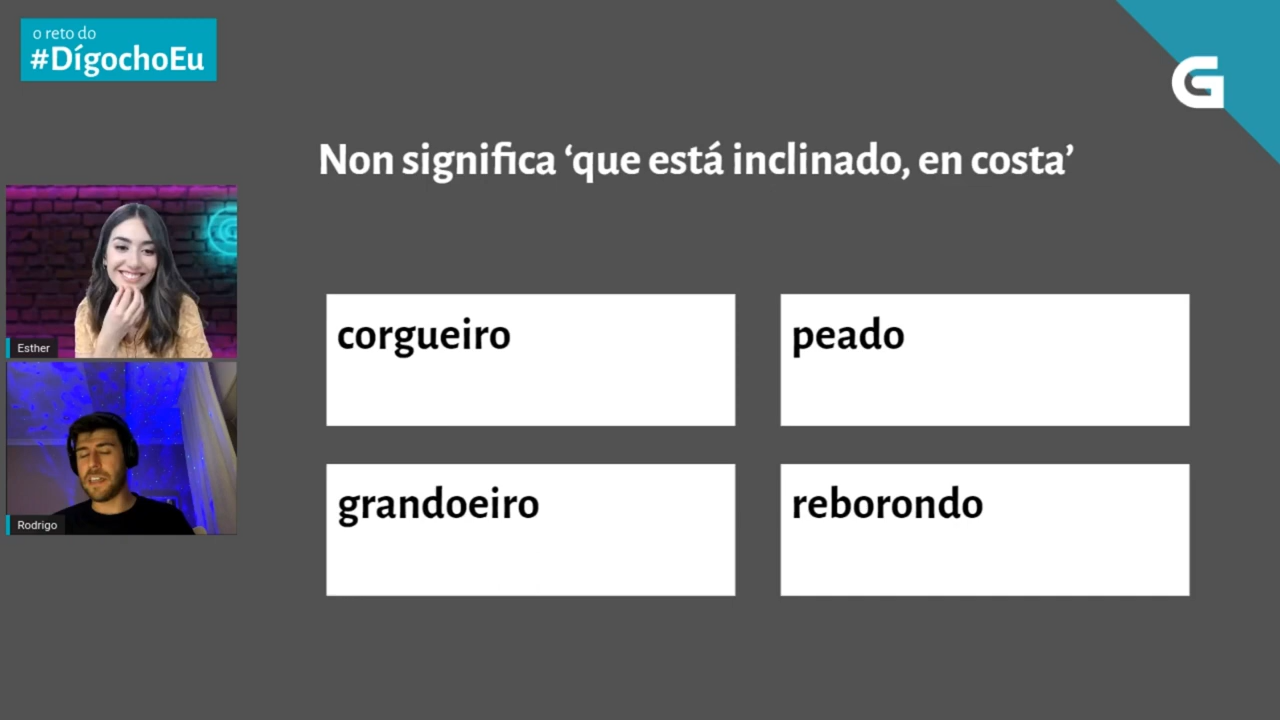 o reto do
#DígochoEu
Non significa ‘que está inclinado, en costa’
corgueiro
peado
grandoeiro
reborondo
Esther
Rodrigo